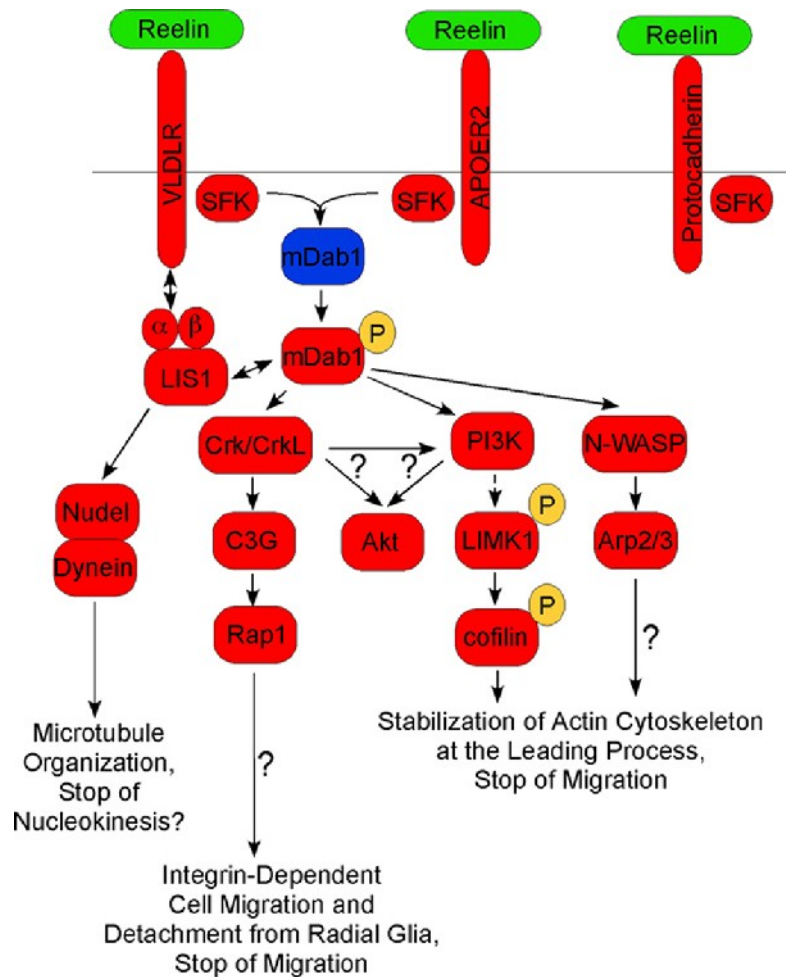 Reelin
Reelin
Reelin
VLDLR
APOER2
Protocadherin
SFK
SFK
SFK
mDab1
α
β
P
mDab1
LIS1
Crk/CrkL
PI3K
N-WASP
?
?
Nudel
P
C3G
Akt
LIMK1
Arp2/3
Dynein
P
Rap1
cofilin
?
Stabilization of Actin Cytoskeleton
at the Leading Process,
Stop of Migration
Microtubule
Organization,
Stop of
Nucleokinesis?
?
Integrin-Dependent
Cell Migration and
Detachment from Radial Glia,
Stop of Migration